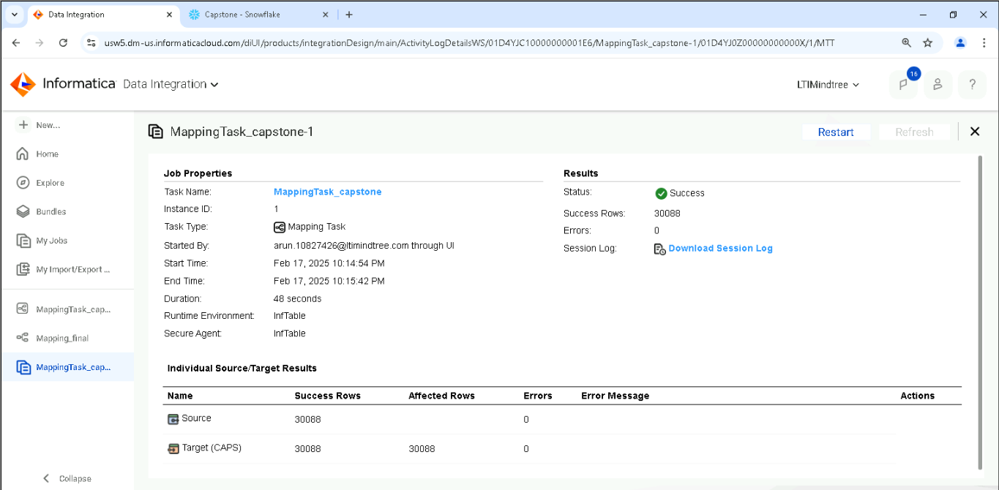 Data Integration
Capstone - Snowflake
usw5.dm-us.informaticacloud.com/diUI/products/integrationDesign/main/ActivityLogDetailsWS/01D4YJC10000000001E6/MappingTask_capstone-1/01D4YJ0Z00000000000X/1/MTT
Informatica Data Integration
LTIMindtree
16
?
New...
Home
Explore
Bundles
My Jobs
My Import/Export ...
MappingTask_cap...
Mapping_final
MappingTask_cap...
Collapse
MappingTask_capstone-1
Restart
Refresh
Job Properties
Task Name: MappingTask_capstone
Instance ID: 1
Task Type: Mapping Task
Started By: arun.10827426@ltimindtree.com through UI
Start Time: Feb 17, 2025 10:14:54 PM
End Time: Feb 17, 2025 10:15:42 PM
Duration: 48 seconds
Runtime Environment: InfTable
Secure Agent: InfTable
Results
Status: Success
Success Rows: 30088
Errors: 0
Session Log: Download Session Log
Individual Source/Target Results
Name Success Rows Affected Rows Errors Error Message Actions
Source 30088 0
Target (CAPS) 30088 30088 0